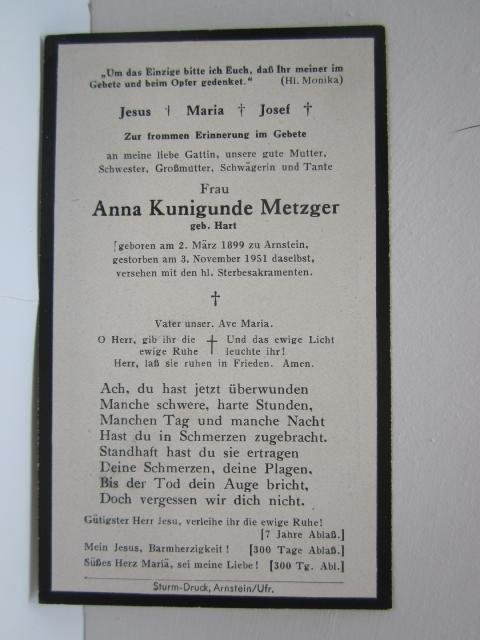 „Um das Einzige bitte ich Euch, daß Ihr meiner im
Gebete und beim Opfer gedenket.“ (Hl. Monika)
Jesus † Maria † Josef †
Zur frommen Erinnerung im Gebete
an meine liebe Gattin, unsere gute Mutter,
Schwester, Großmutter, Schwägerin und Tante
Frau
Anna Kunigunde Metzger
geb. Hart
geboren am 2. März 1899 zu Arnstein,
gestorben am 3. November 1951 daselbst,
versehen mit den hl. Sterbesakramenten.
†
Vater unser. Ave Maria.
O Herr, gib ihr die † Und das ewige Licht
ewige Ruhe leuchte ihr!
Herr, laß sie ruhen in Frieden. Amen.
Ach, du hast jetzt überwunden
Manche schwere, harte Stunden,
Manchen Tag und manche Nacht
Hast du in Schmerzen zugebracht.
Standhaft hast du sie ertragen
Deine Schmerzen, deine Plagen,
Bis der Tod dein Auge bricht,
Doch vergessen wir dich nicht.
Gütigster Herr Jesu, verleihe ihr die ewige Ruhe!
[7 Jahre Ablaß.]
Mein Jesus, Barmherzigkeit! [300 Tage Ablaß.]
Süßes Herz Mariä, sei meine Liebe! [300 Tg. Abl.]
Sturm-Druck, Arnstein/Ufr.